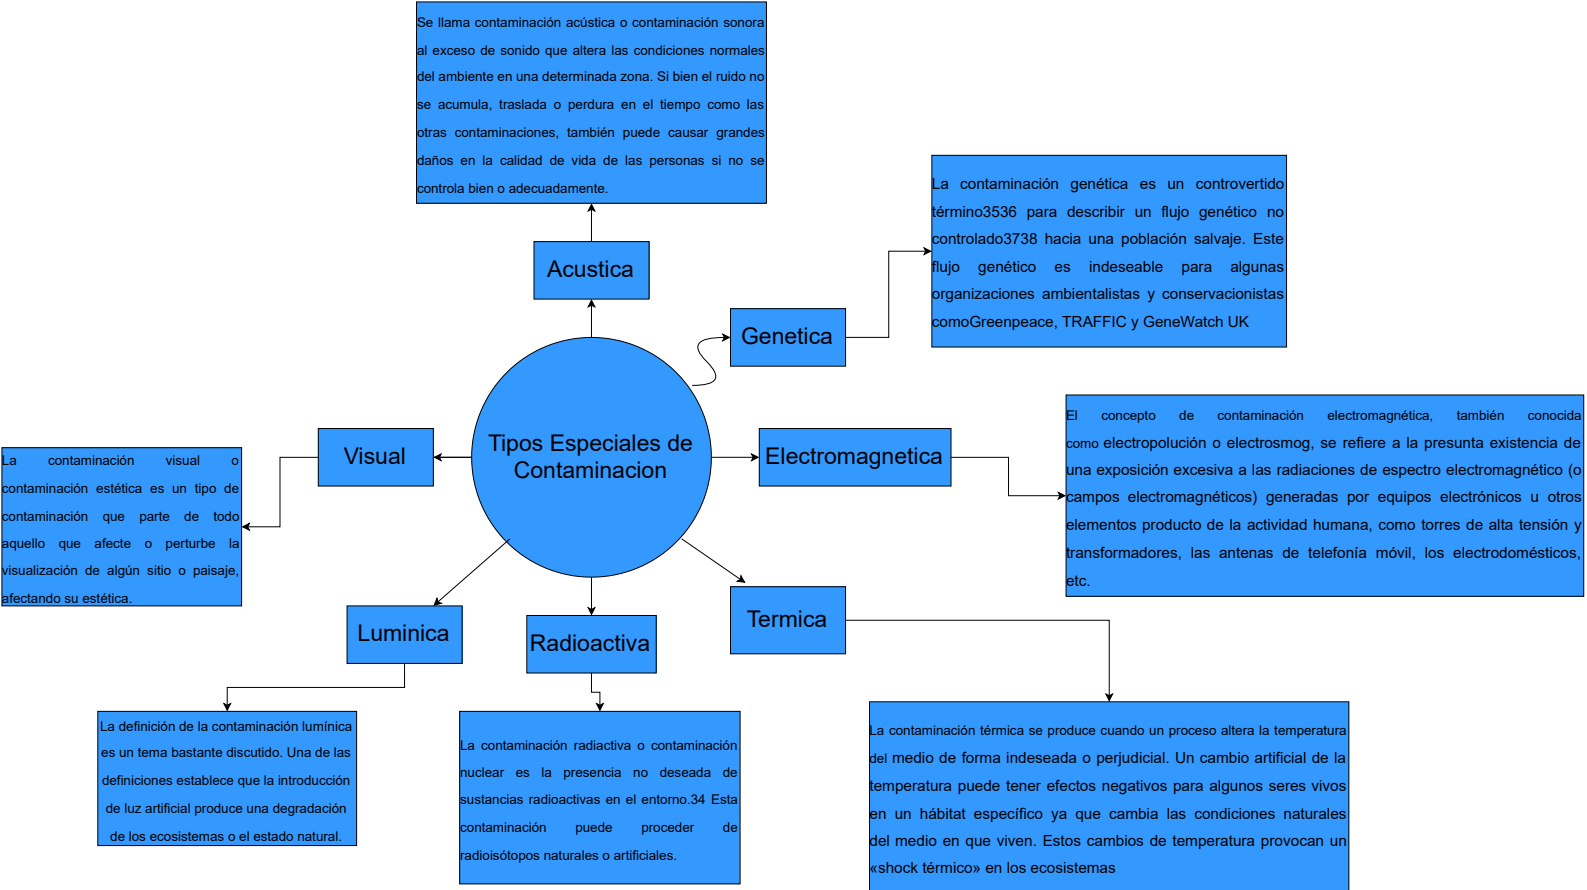 Se llama contaminación acústica o contaminación sonora
al exceso de sonido que altera las condiciones normales
del ambiente en una determinada zona. Si bien el ruido no
se acumula, traslada o perdura en el tiempo como las
otras contaminaciones, también puede causar grandes
daños en la calidad de vida de las personas si no se
controla bien o adecuadamente.
Acustica
La contaminación genética es un controvertido
término3536 para describir un flujo genético no
controlado3738 hacia una población salvaje. Este
flujo genético es indeseable para algunas
organizaciones ambientalistas y conservacionistas
comoGreenpeace, TRAFFIC y GeneWatch UK
Genetica
Tipos Especiales de
Contaminacion
Electromagnetica
El concepto de contaminación electromagnética, también conocida
como electropolución o electrosmog, se refiere a la presunta existencia de
una exposición excesiva a las radiaciones de espectro electromagnético (o
campos electromagnéticos) generadas por equipos electrónicos u otros
elementos producto de la actividad humana, como torres de alta tensión y
transformadores, las antenas de telefonía móvil, los electrodomésticos,
etc.
Visual
La contaminación visual o
contaminación estética es un tipo de
contaminación que parte de todo
aquello que afecte o perturbe la
visualización de algún sitio o paisaje,
afectando su estética.
Luminica
Radioactiva
Termica
La definición de la contaminación lumínica
es un tema bastante discutido. Una de las
definiciones establece que la introducción
de luz artificial produce una degradación
de los ecosistemas o el estado natural.
La contaminación radiactiva o contaminación
nuclear es la presencia no deseada de
sustancias radioactivas en el entorno.34 Esta
contaminación puede proceder de
radioisótopos naturales o artificiales.
La contaminación térmica se produce cuando un proceso altera la temperatura
del medio de forma indeseada o perjudicial. Un cambio artificial de la
temperatura puede tener efectos negativos para algunos seres vivos
en un hábitat específico ya que cambia las condiciones naturales
del medio en que viven. Estos cambios de temperatura provocan un
«shock térmico» en los ecosistemas